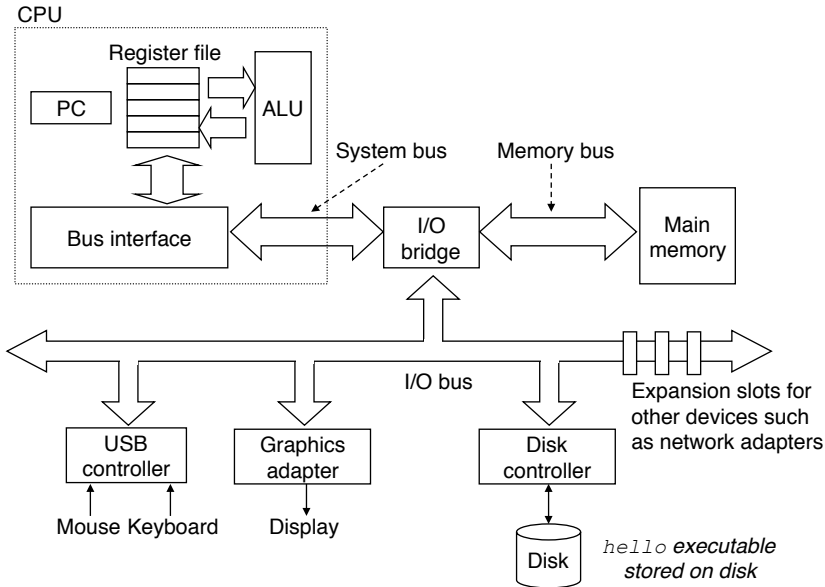 CPU
Register file
PC
ALU
System bus
Memory bus
Bus interface
I/O
bridge
Main
memory
I/O bus
Expansion slots for
other devices such
as network adapters
USB
controller
Graphics
adapter
Disk
controller
Mouse Keyboard
Display
Disk
hello executable
stored on disk